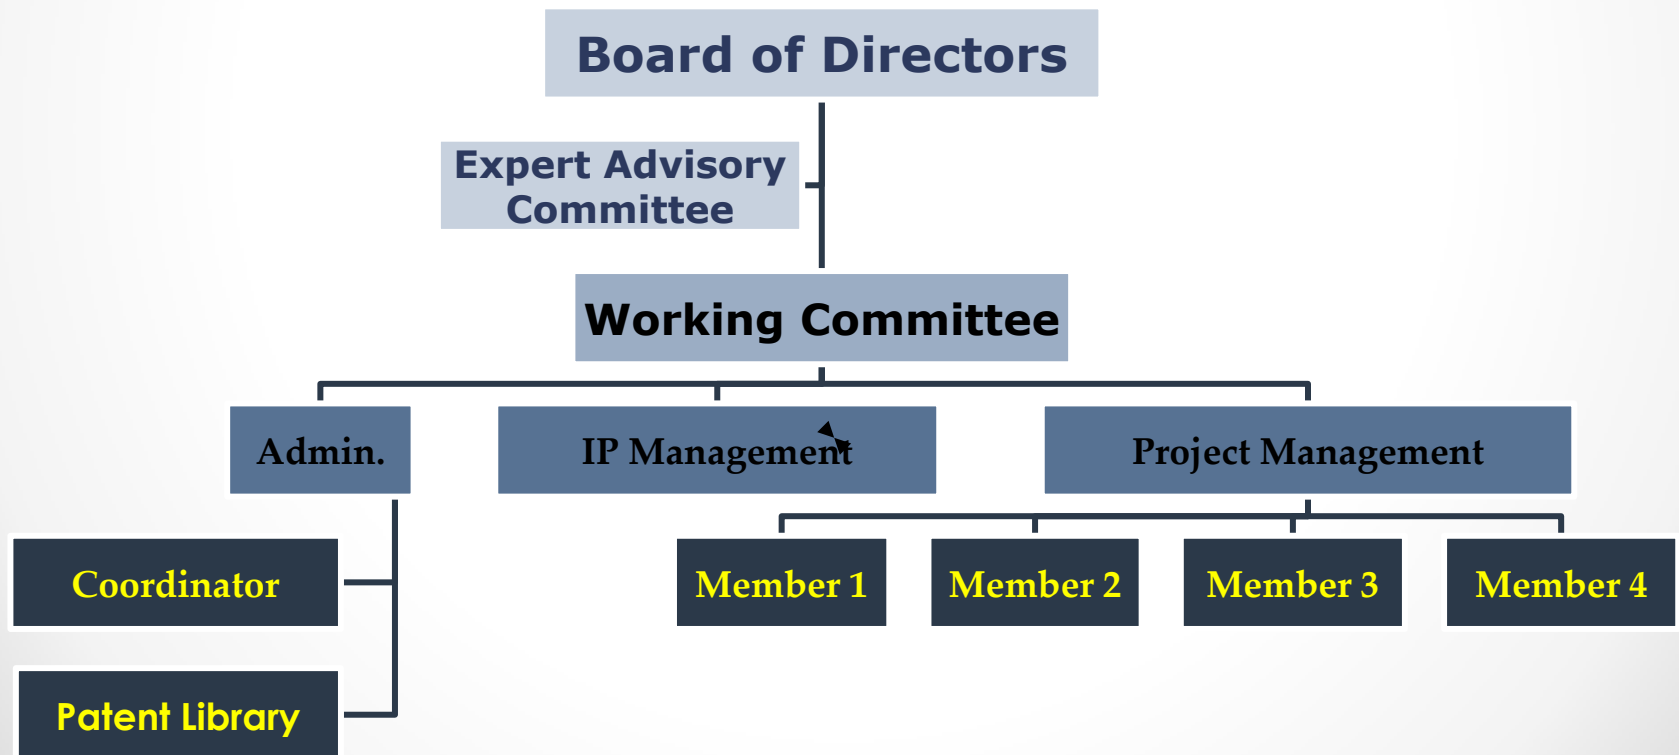 Board of Directors
Expert Advisory
Committee
Working Committee
Admin.
IP Management
Project Management
Coordinator
Member 1
Member 2
Member 3
Member 4
Patent Library